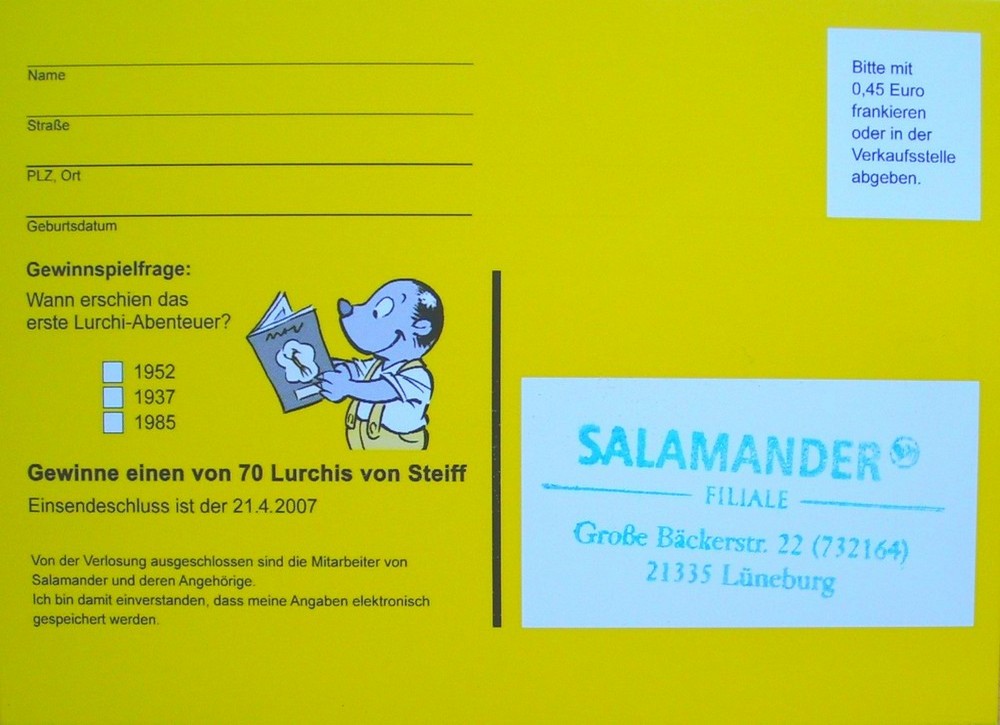 Name
Straße
PLZ, Ort
Geburtsdatum
Gewinnspielfrage:
Wann erschien das
erste Lurchi-Abenteuer?
1952
1937
1985
Gewinne einen von 70 Lurchis von Steiff
Einsendeschluss ist der 21.4.2007
Von der Verlosung ausgeschlossen sind die Mitarbeiter von
Salamander und deren Angehörige.
Ich bin damit einverstanden, dass meine Angaben elektronisch
gespeichert werden.
Bitte mit
0,45 Euro
frankieren
oder in der
Verkaufsstelle
abgeben.
SALAMANDER
FILIALE
Große Bäckerstr. 22 (732164)
21335 Lüneburg